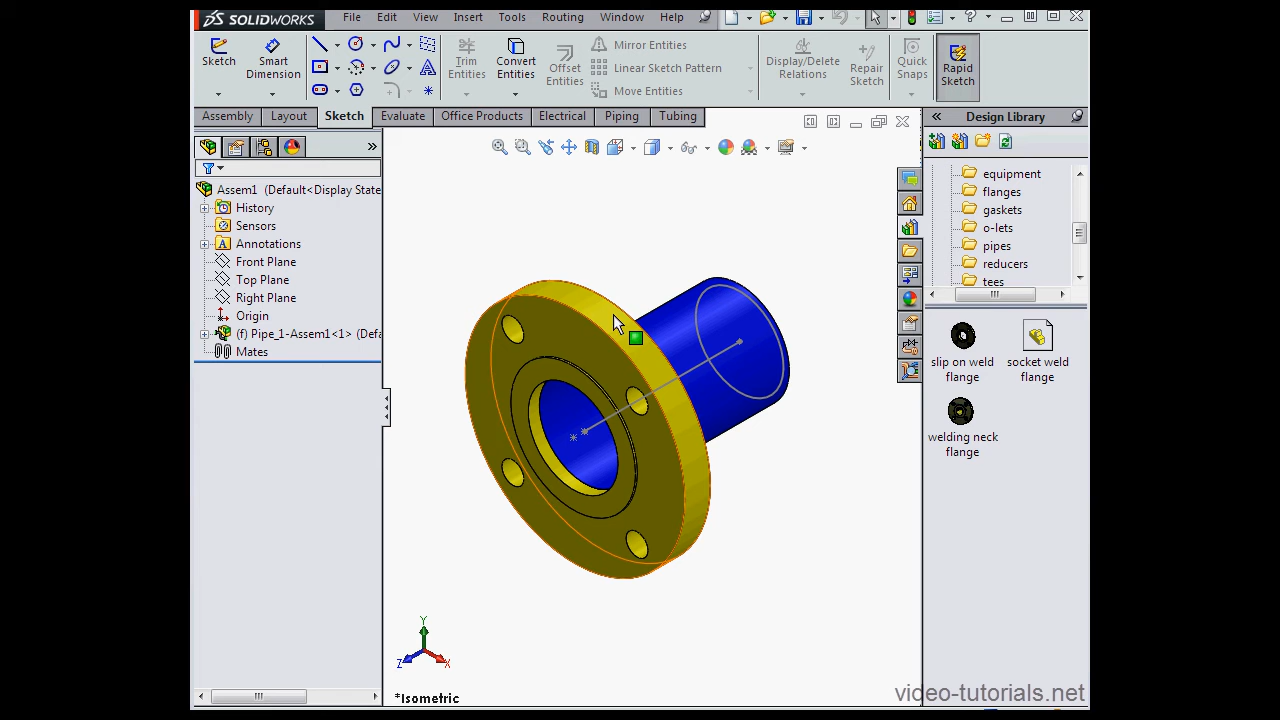 SOLIDWORKS File Edit View Insert Tools Routing Window Help
Sketch Smart Dimension Trim Entities Convert Entities Offset Entities Mirror Entities Linear Sketch Pattern Move Entities Display/Delete Relations Repair Sketch Quick Snaps Rapid Sketch
Assembly Layout Sketch Evaluate Office Products Electrical Piping Tubing
Design Library
Assem1 (Default<Display State
History
Sensors
Annotations
Front Plane
Top Plane
Right Plane
Origin
(f) Pipe_1-Assem1<1> (Defa
Mates
equipment
flanges
gaskets
o-lets
pipes
reducers
tees
slip on weld flange
socket weld flange
welding neck flange
Y
Z
X
*Isometric
video-tutorials.net